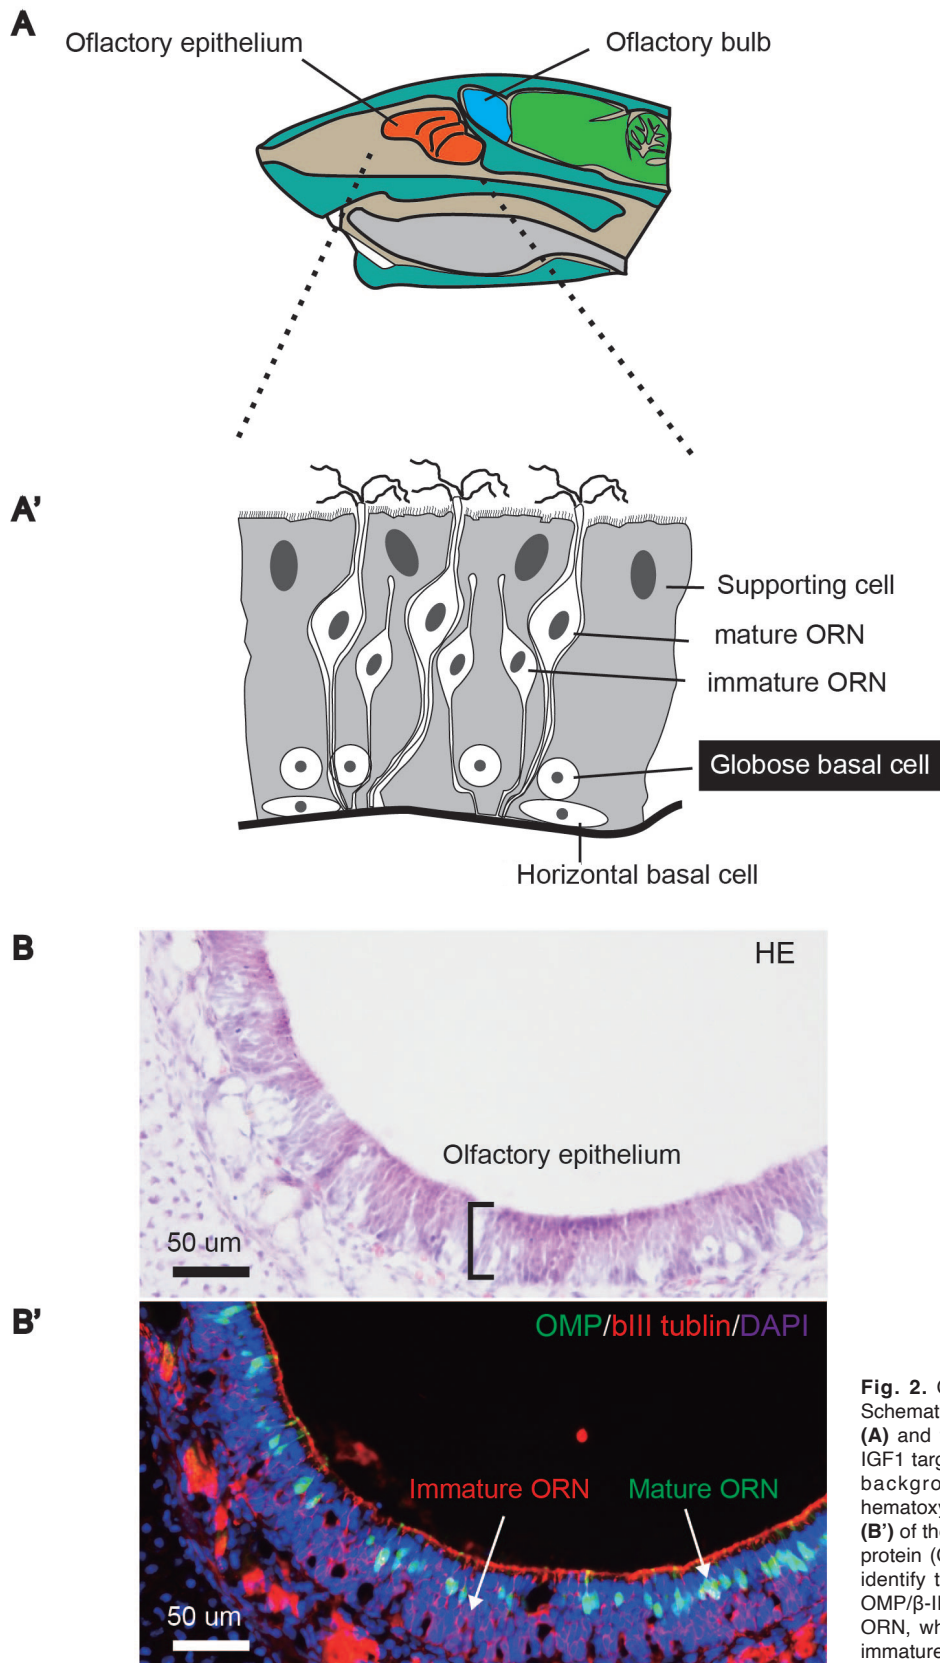 A
Oflactory epithelium
Oflactory bulb
A'
Supporting cell
mature ORN
immature ORN
Globose basal cell
Horizontal basal cell
B
HE
Olfactory epithelium
50 um
B'
OMP/bIII tublin/DAPI
Immature ORN
Mature ORN
50 um
Fig. 2.
Schemat
(A) and
IGF1 targ
backgro
hematoxy
(B') of the
protein (
identify t
OMP/β-II
ORN, wh
immature